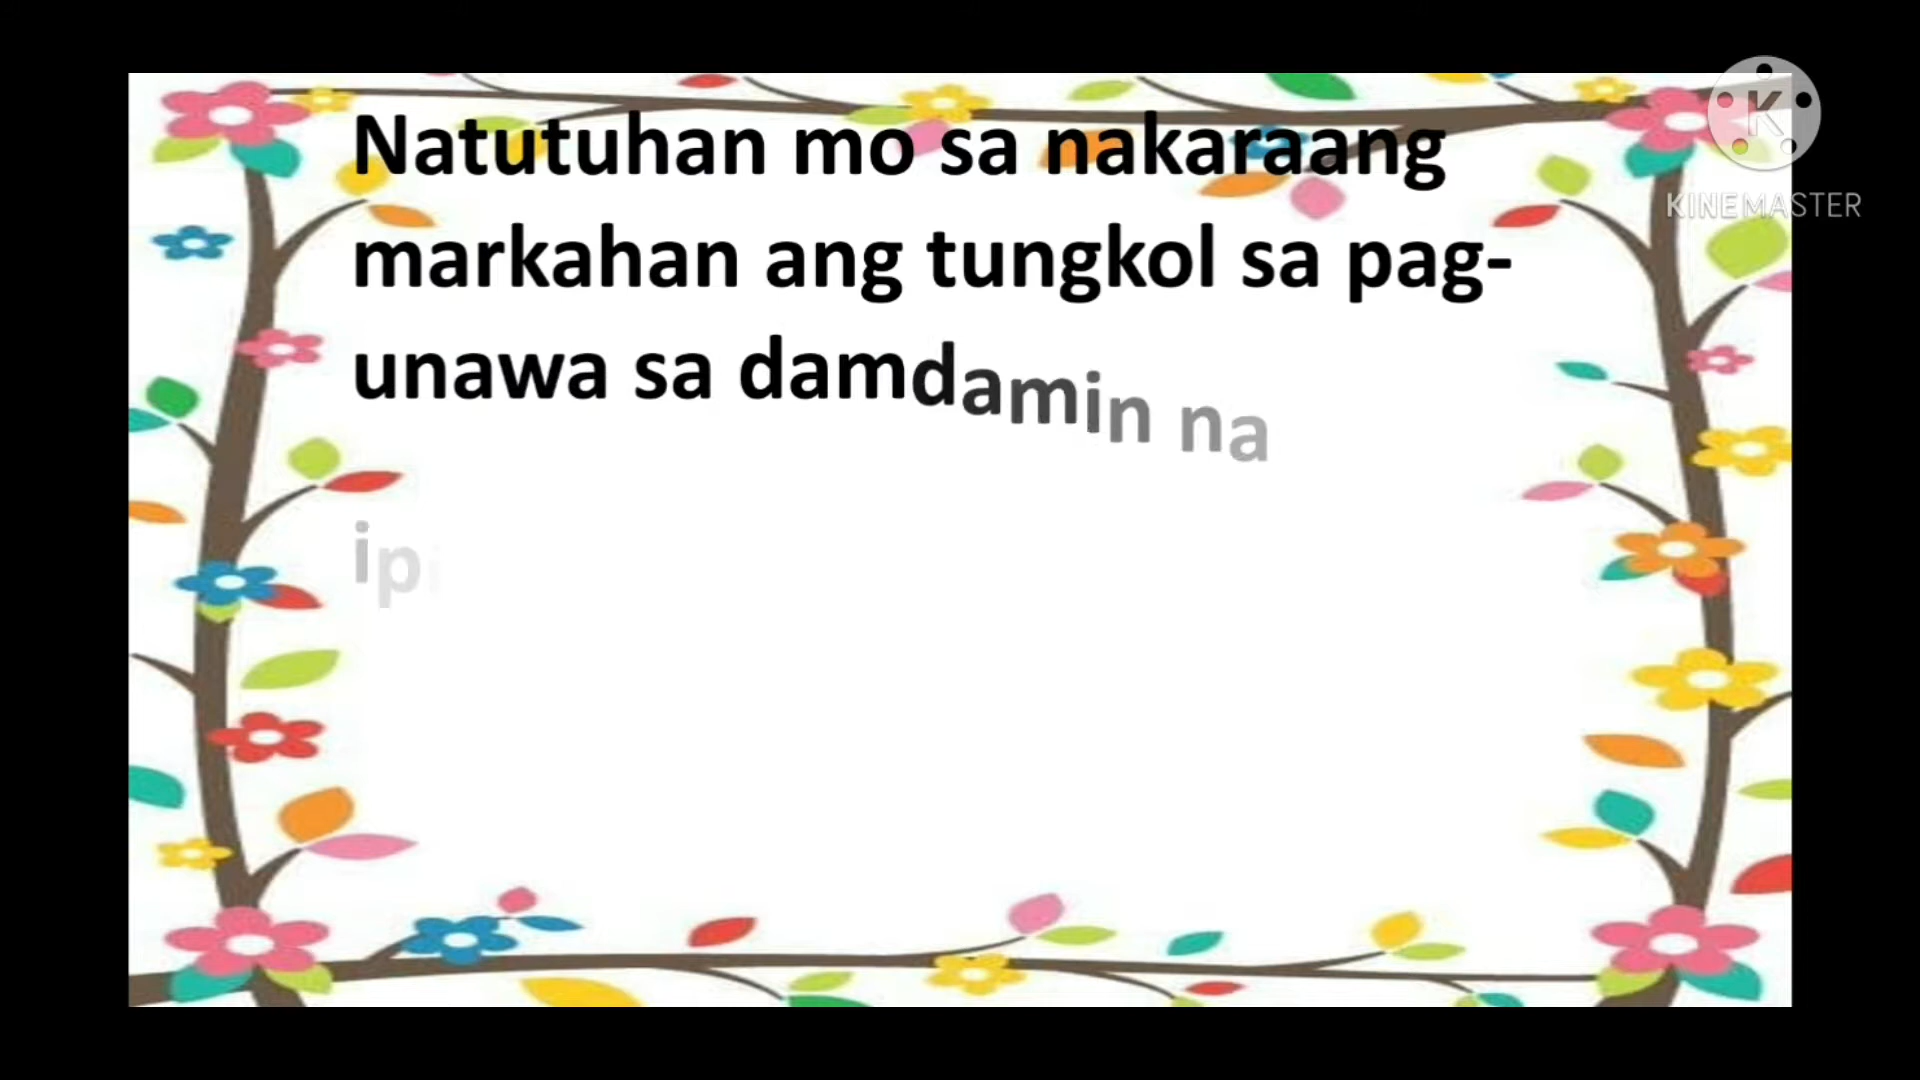 Natutuhan mo sa nakaraang
markahan ang tungkol sa pag-
unawa sa damdamin na
K
KINEMASTER